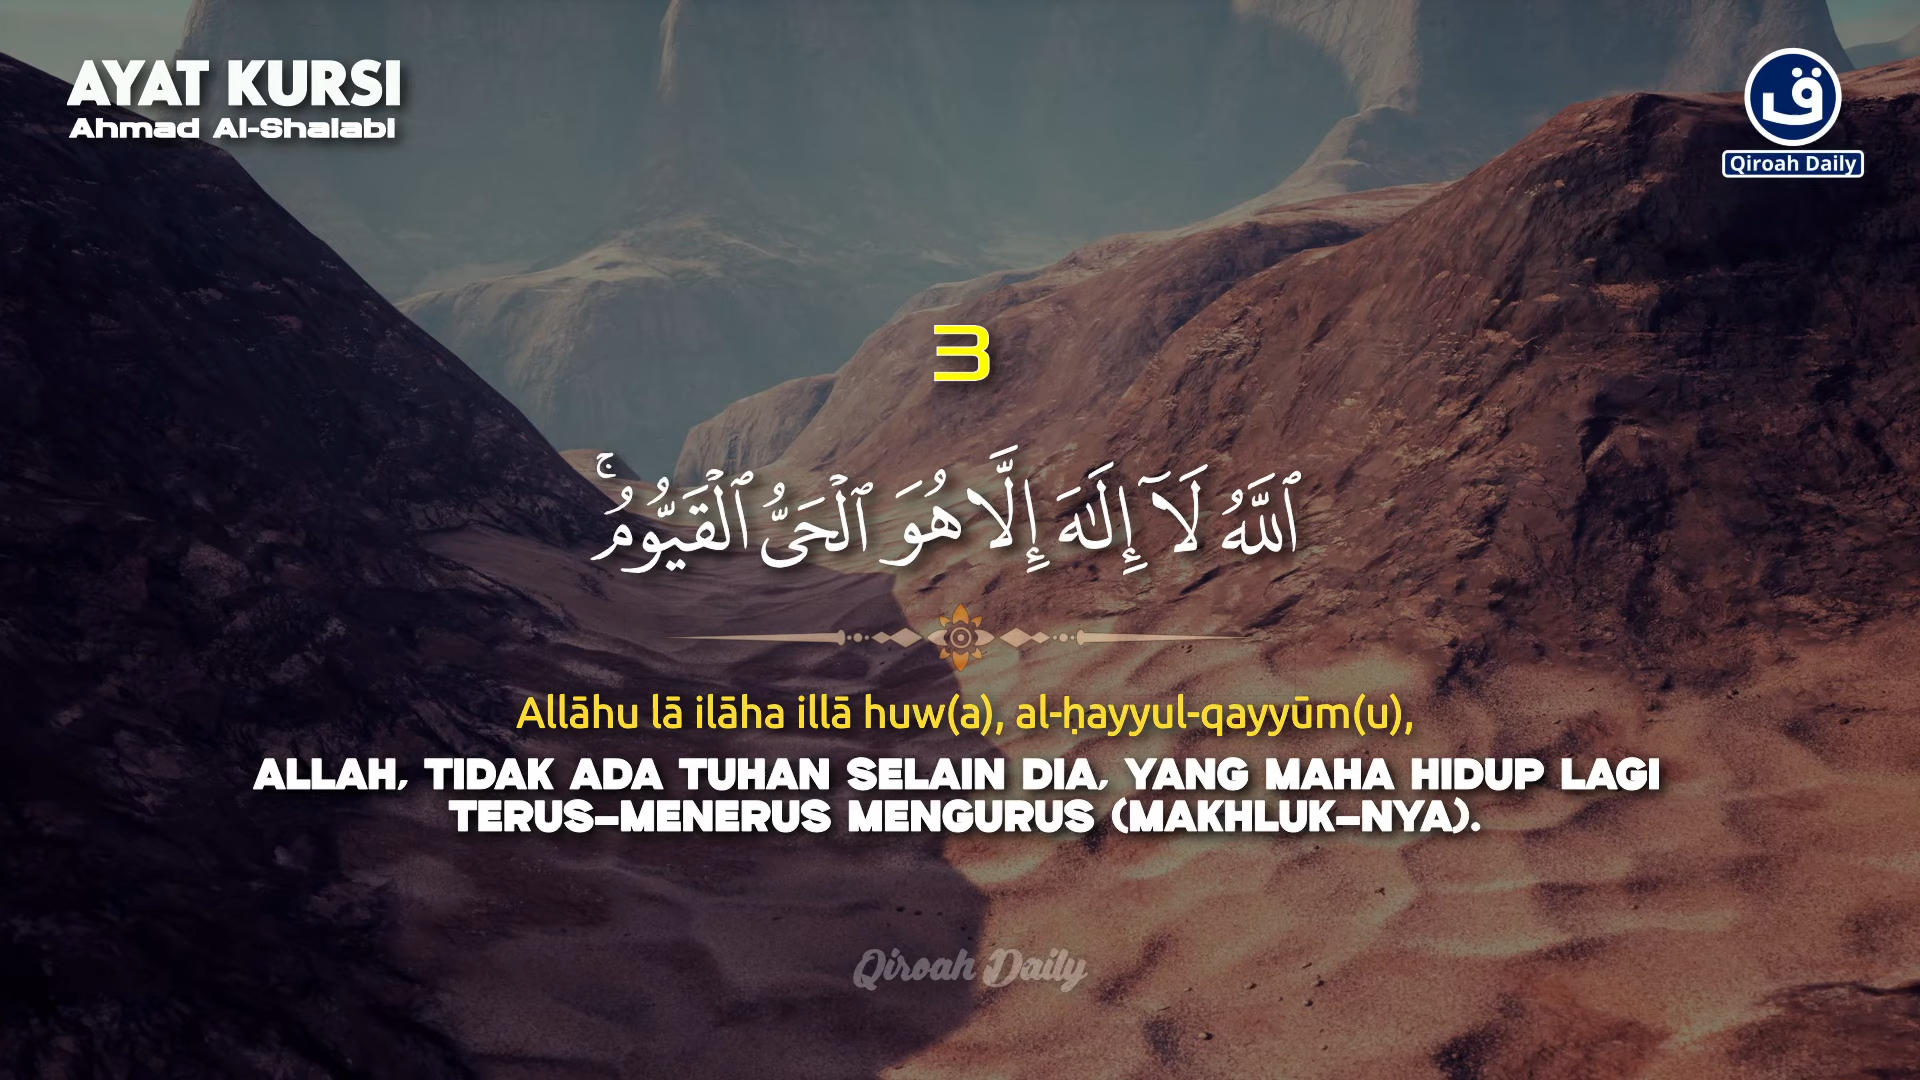 AYAT KURSI
Ahmad Al-Shalabi
ق
Qiroah Daily
3
ٱللَّهُ لَآ إِلَٰهَ إِلَّا هُوَ ٱلْحَىُّ ٱلْقَيُّومُ ۚ
Allāhu lā ilāha illā huw(a), al-ḥayyul-qayyūm(u),
ALLAH, TIDAK ADA TUHAN SELAIN DIA, YANG MAHA HIDUP LAGI
TERUS-MENERUS MENGURUS (MAKHLUK-NYA).
Qiroah Daily